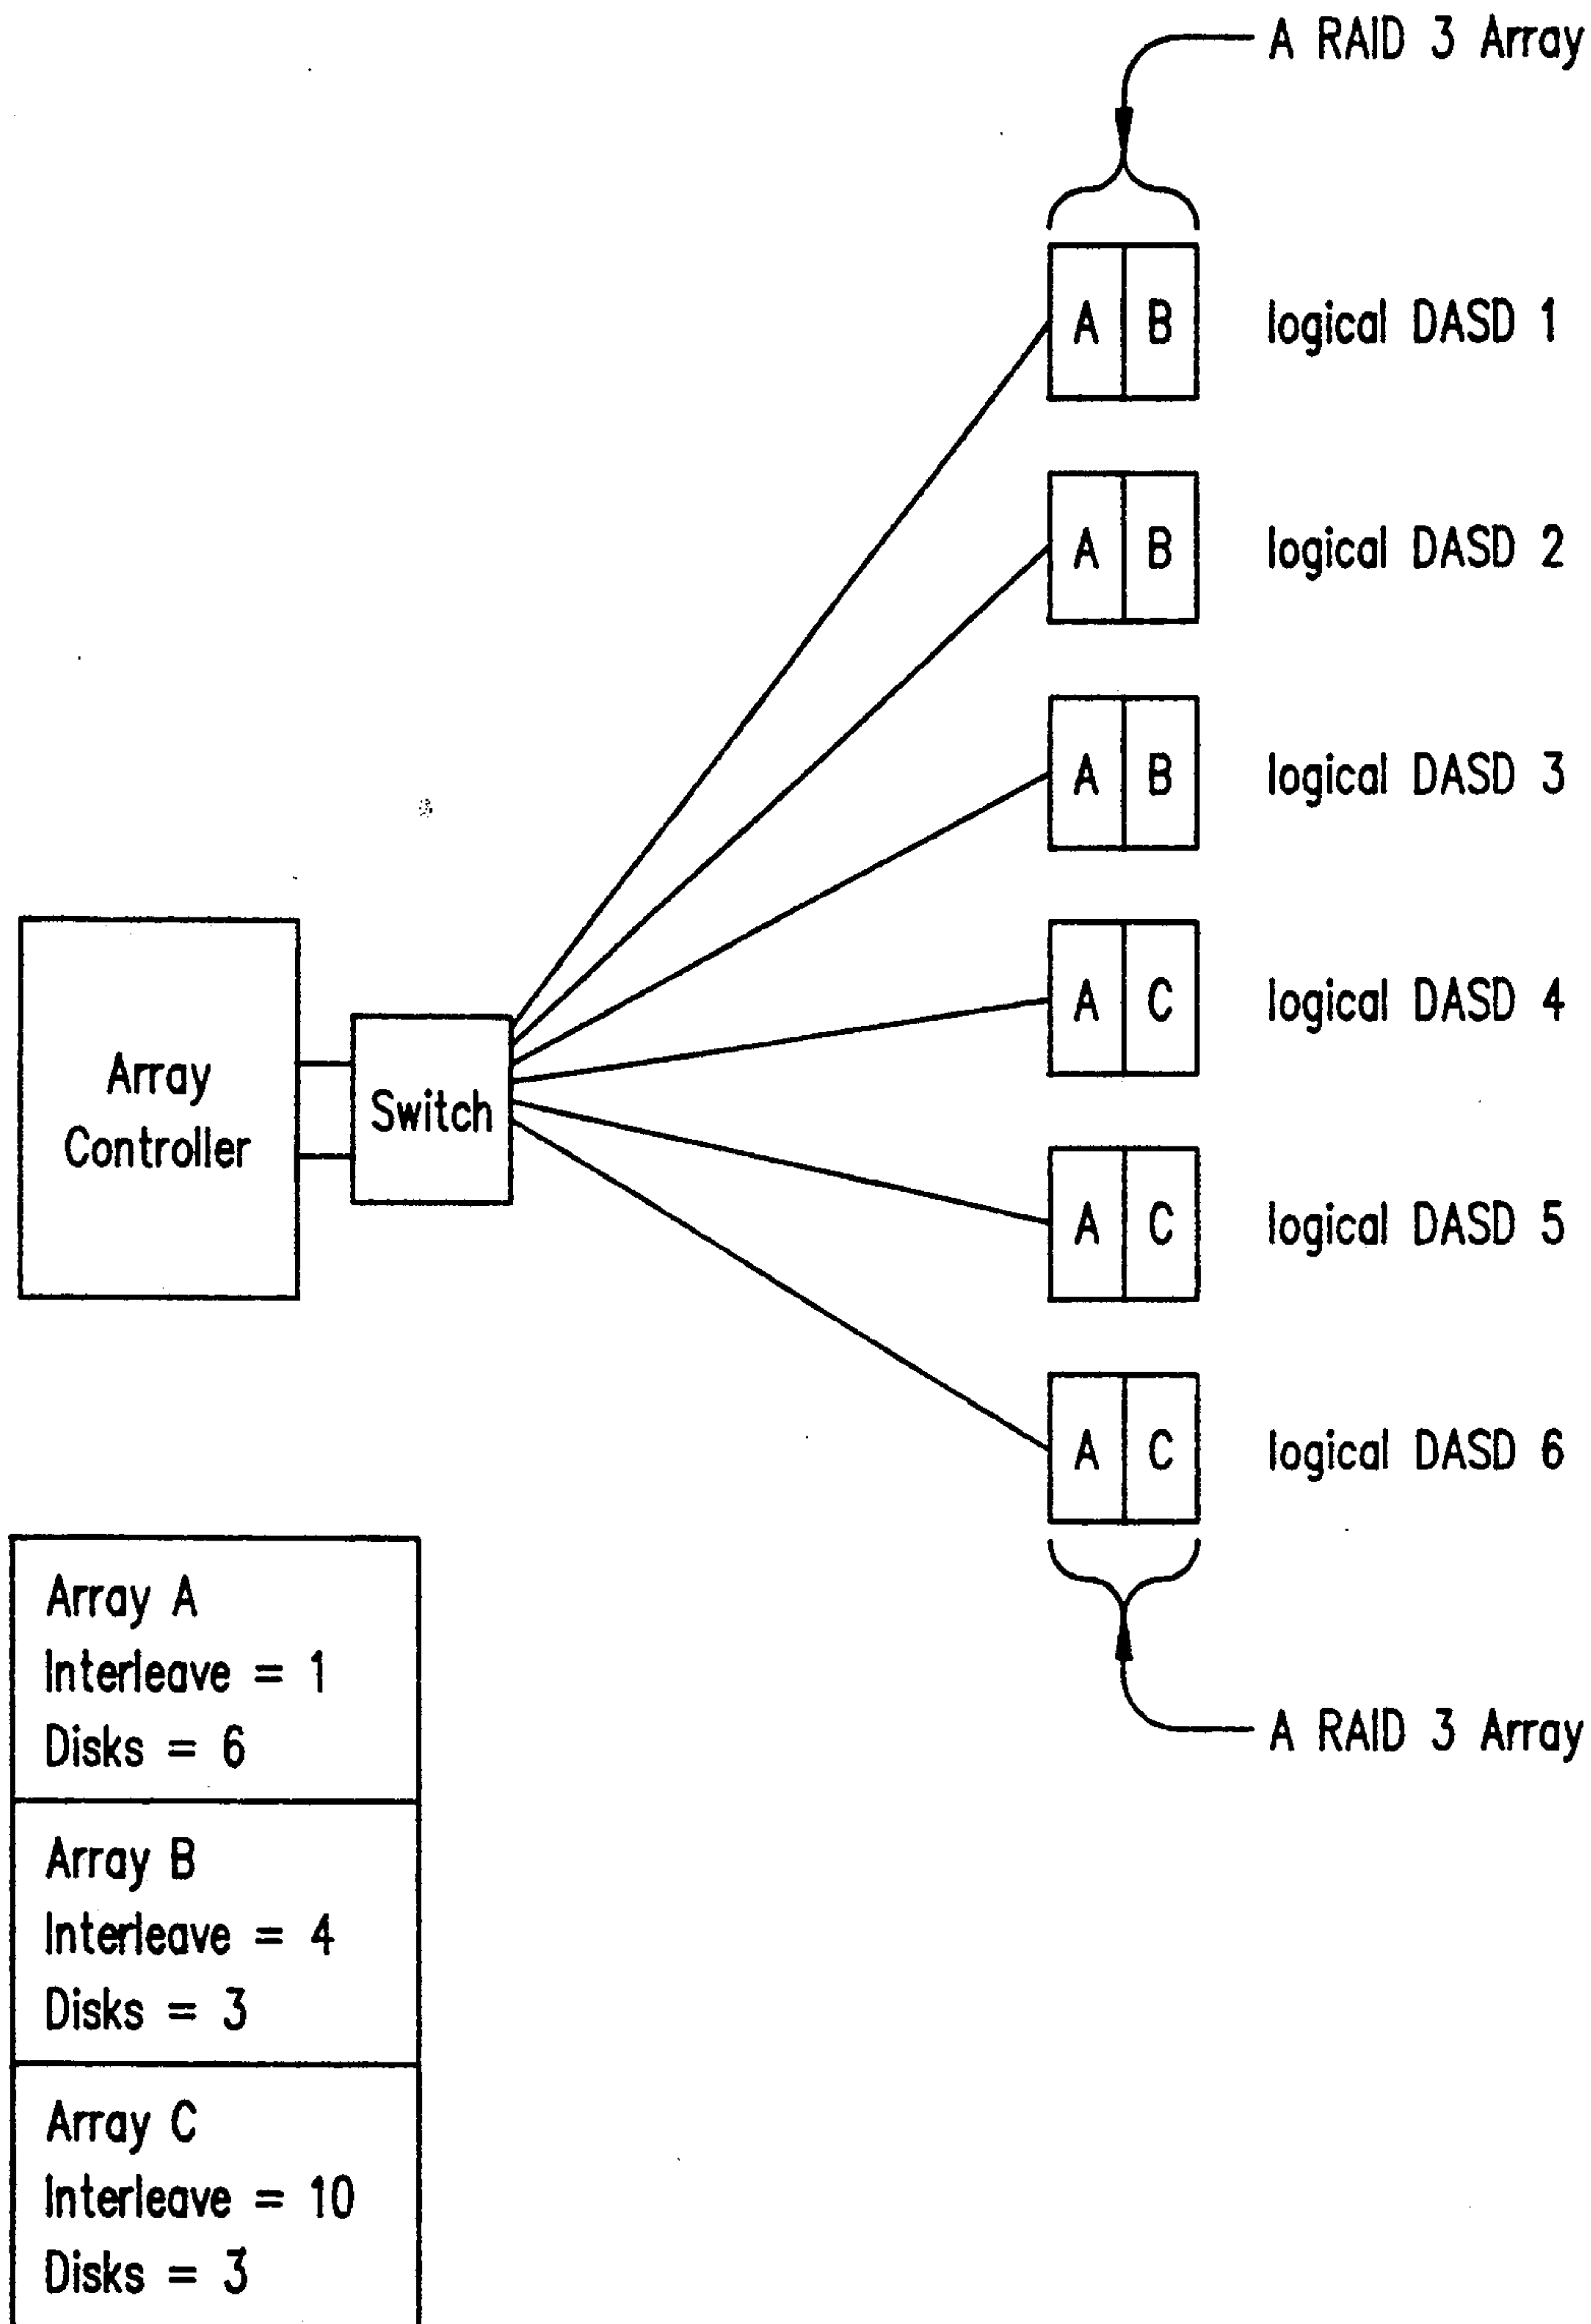 A RAID 3 Array
A B logical DASD 1
A B logical DASD 2
A B logical DASD 3
A C logical DASD 4
Array
Controller
Switch
A C logical DASD 5
A C logical DASD 6
A RAID 3 Array
Array A
Interleave = 1
Disks = 6
Array B
Interleave = 4
Disks = 3
Array C
Interleave = 10
Disks = 3